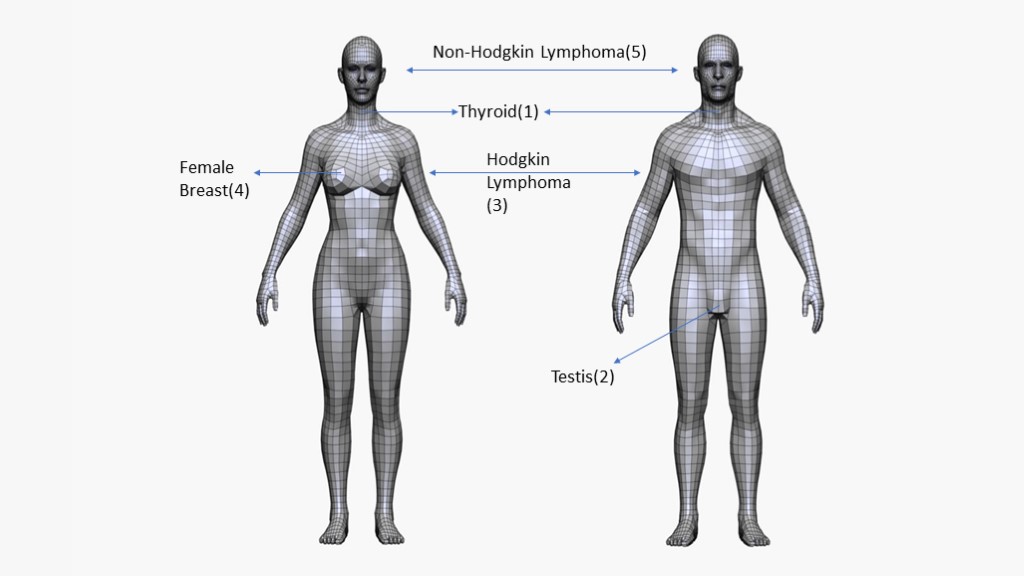 Non-Hodgkin Lymphoma(5)
Thyroid(1)
Female
Breast(4)
Hodgkin
Lymphoma
(3)
Testis(2)